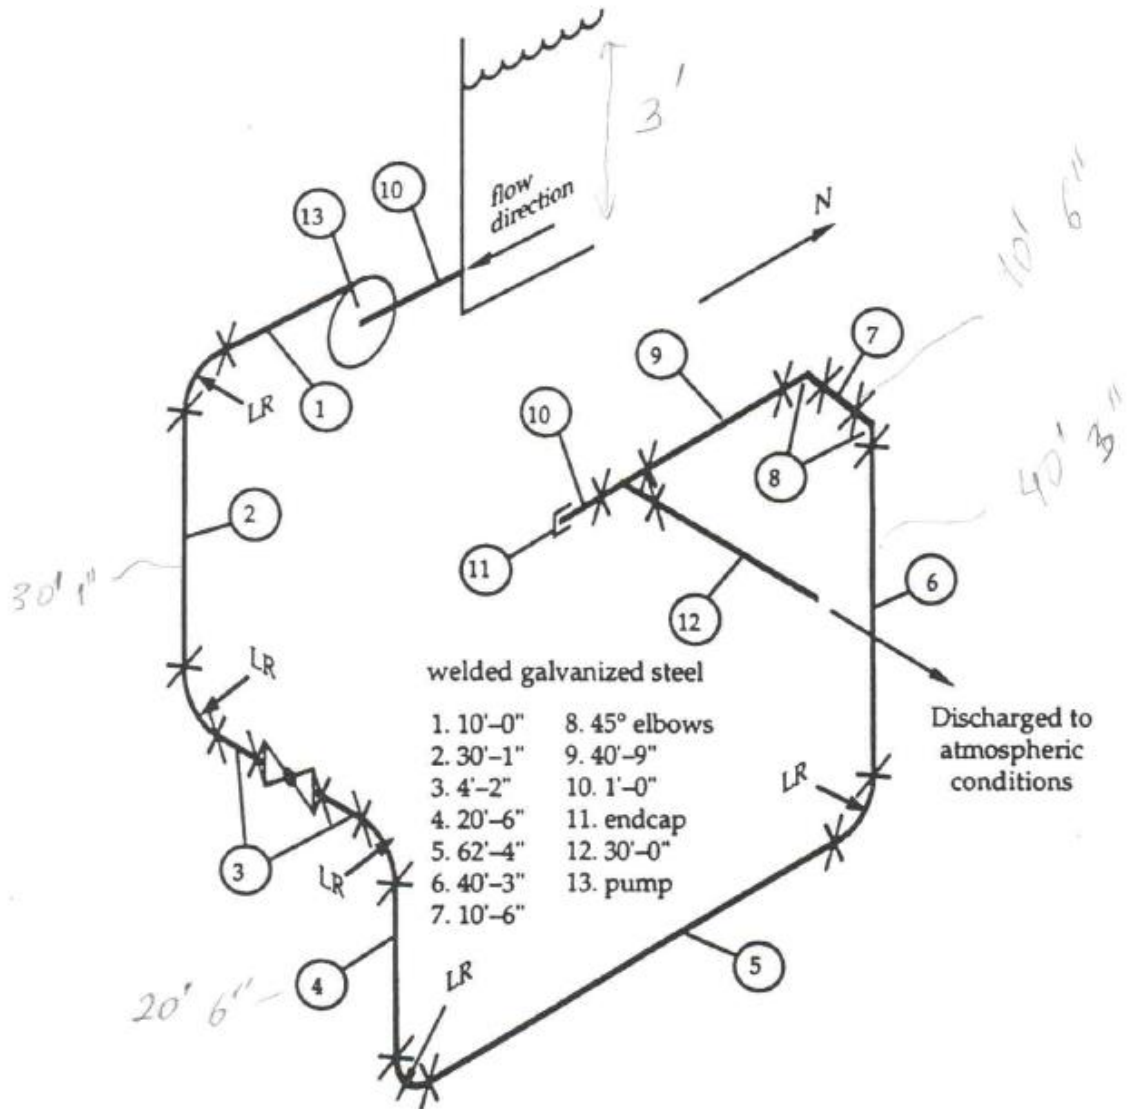 3'
10
flow
direction
13
N
10' 6"
7
9
LR
1
10
8
40' 3"
2
11
6
30' 1"
12
LR
welded galvanized steel
1. 10'–0" 8. 45° elbows
2. 30'–1" 9. 40'–9"
3. 4'–2" 10. 1'–0"
4. 20'–6" 11. endcap
5. 62'–4" 12. 30'–0"
6. 40'–3" 13. pump
7. 10'–6"
Discharged to
atmospheric
conditions
LR
3
LR
5
LR
4
20' 6"